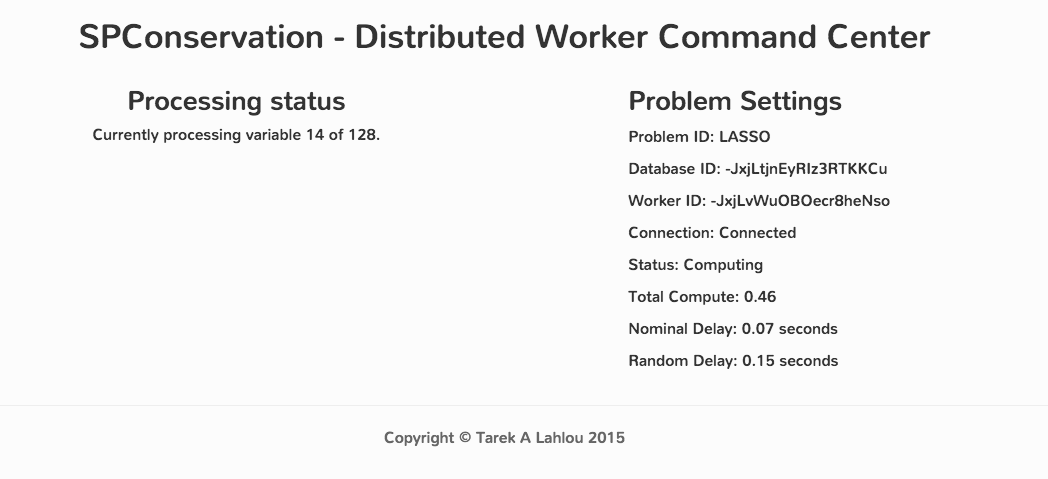 SPConservation - Distributed Worker Command Center
Processing status
Currently processing variable 14 of 128.
Problem Settings
Problem ID: LASSO
Database ID: -JxjLtjnEyRIz3RTKKCu
Worker ID: -JxjLvWuOBOecr8heNso
Connection: Connected
Status: Computing
Total Compute: 0.46
Nominal Delay: 0.07 seconds
Random Delay: 0.15 seconds
Copyright © Tarek A Lahlou 2015